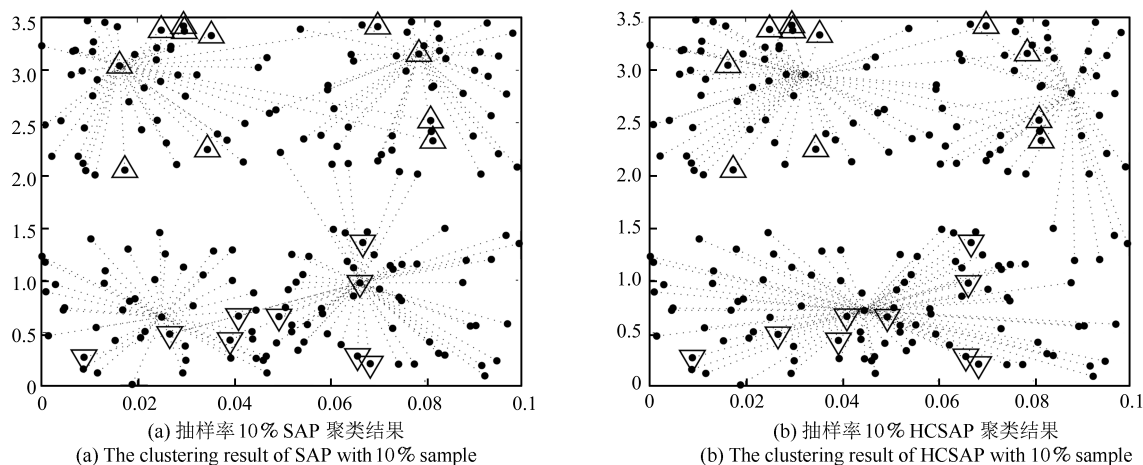 3.5
3.0
2.5
2.0
1.5
1.0
0.5
0
0 0.02 0.04 0.06 0.08 0.1
(a) 抽样率10% SAP 聚类结果
(a) The clustering result of SAP with 10% sample
3.5
3.0
2.5
2.0
1.5
1.0
0.5
0
0 0.02 0.04 0.06 0.08 0.1
(b) 抽样率10% HCSAP 聚类结果
(b) The clustering result of HCSAP with 10% sample